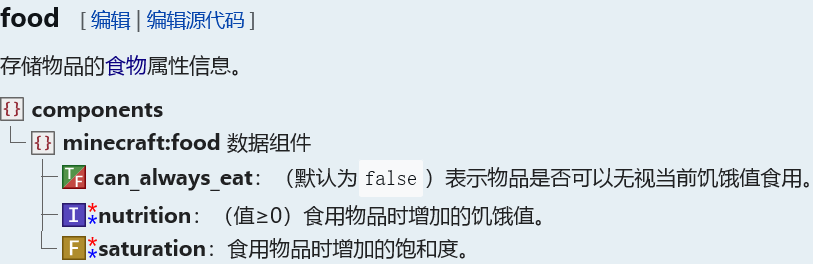 food [ 编辑 | 编辑源代码 ]
存储物品的食物属性信息。
{} components
{} minecraft:food 数据组件
TF can_always_eat：（默认为 false ）表示物品是否可以无视当前饥饿值食用。
I **nutrition：（值≥0）食用物品时增加的饥饿值。
F **saturation：食用物品时增加的饱和度。